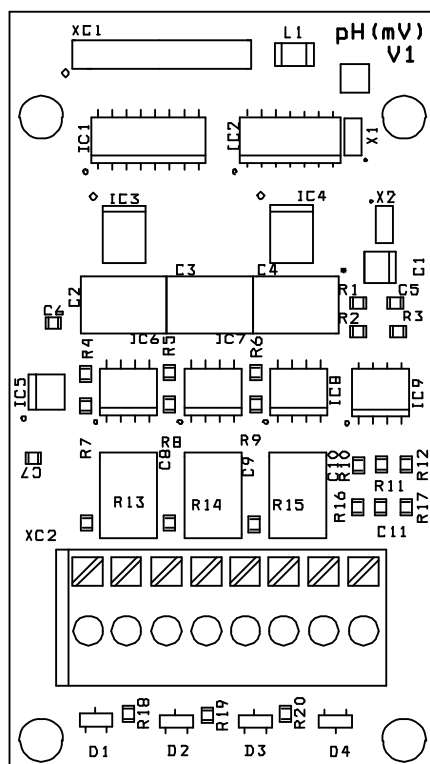 XC1
L1
pH(mV)
V1
IC1
IC2
X1
IC3
IC4
X2
C2
C3
C4
C1
R1
C5
C6
R2
R3
IC6
IC7
R4
R5
R6
IC5
IC8
IC9
R7
R8
R9
C7
C8
C9
C10
R10
R11
R12
R13
R14
R15
R16
C11
R17
XC2
R18
R19
R20
D1
D2
D3
D4